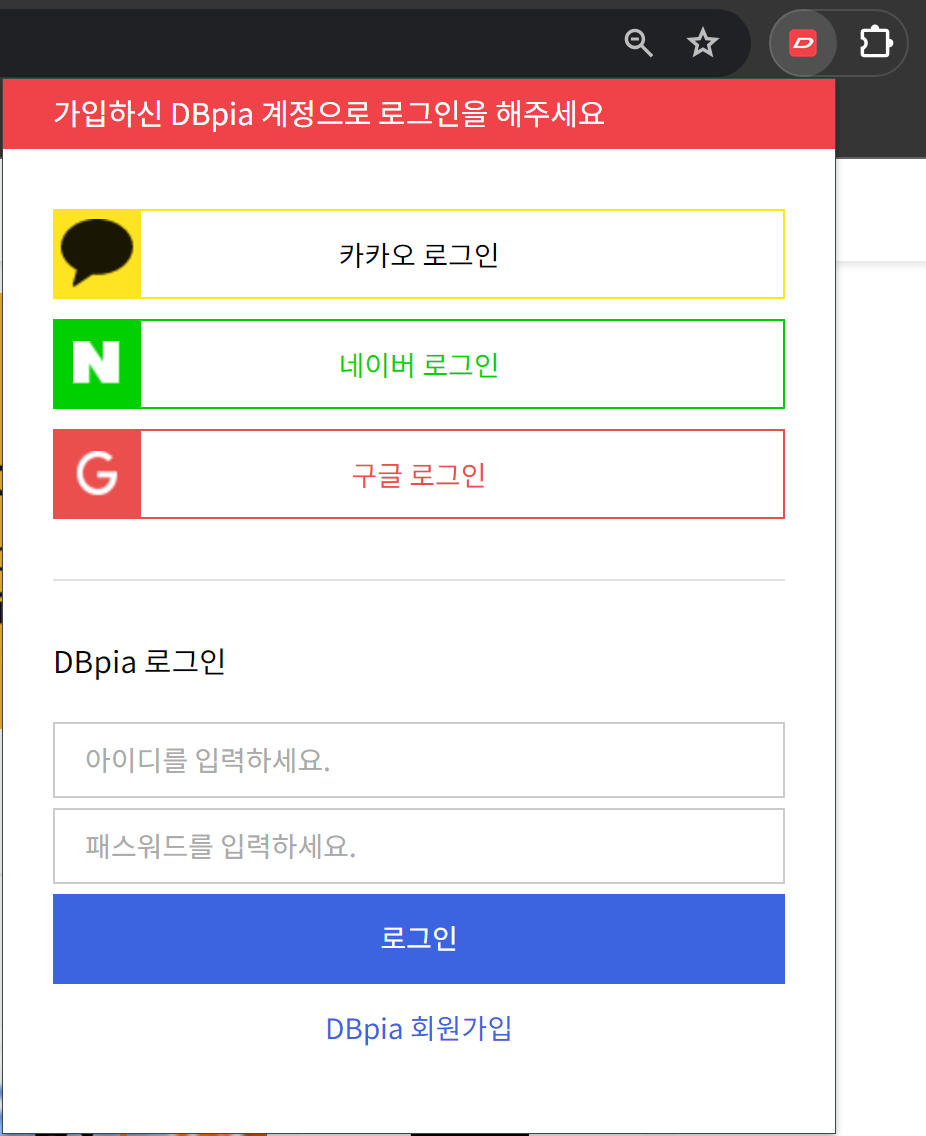 가입하신 DBpia 계정으로 로그인을 해주세요
카카오 로그인
N
네이버 로그인
G
구글 로그인
DBpia 로그인
아이디를 입력하세요.
패스워드를 입력하세요.
로그인
DBpia 회원가입